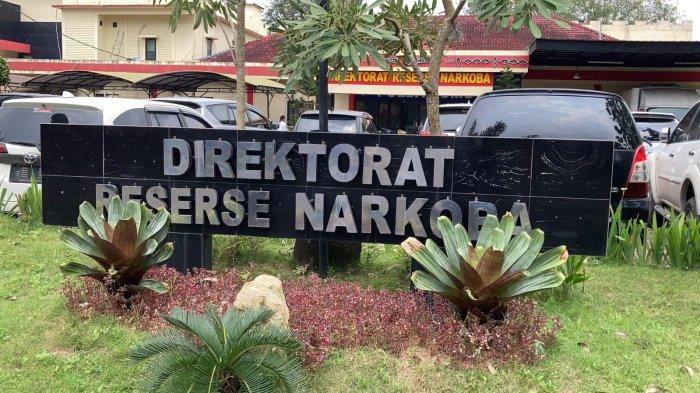 DIREKTORAT RESERSE NARKOBA
DIREKTORAT
RESERSE NARKOBA